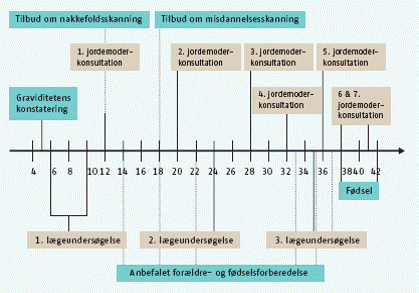 Tilbud om nakkefoldsskanning
Tilbud om misdannelsesskanning
1. jordemoder-
konsultation
2. jordemoder-
konsultation
3. jordemoder-
konsultation
5. jordemoder-
konsultation
4. jordemoder-
konsultation
6 & 7.
jordemoder-
konsultation
Graviditetens
konstatering
4 6 8 10 12 14 16 18 20 22 24 26 28 30 32 34 36 38 40 42
Fødsel
1. lægeundersøgelse
2. lægeundersøgelse
3. lægeundersøgelse
Anbefalet forældre- og fødselsforberedelse